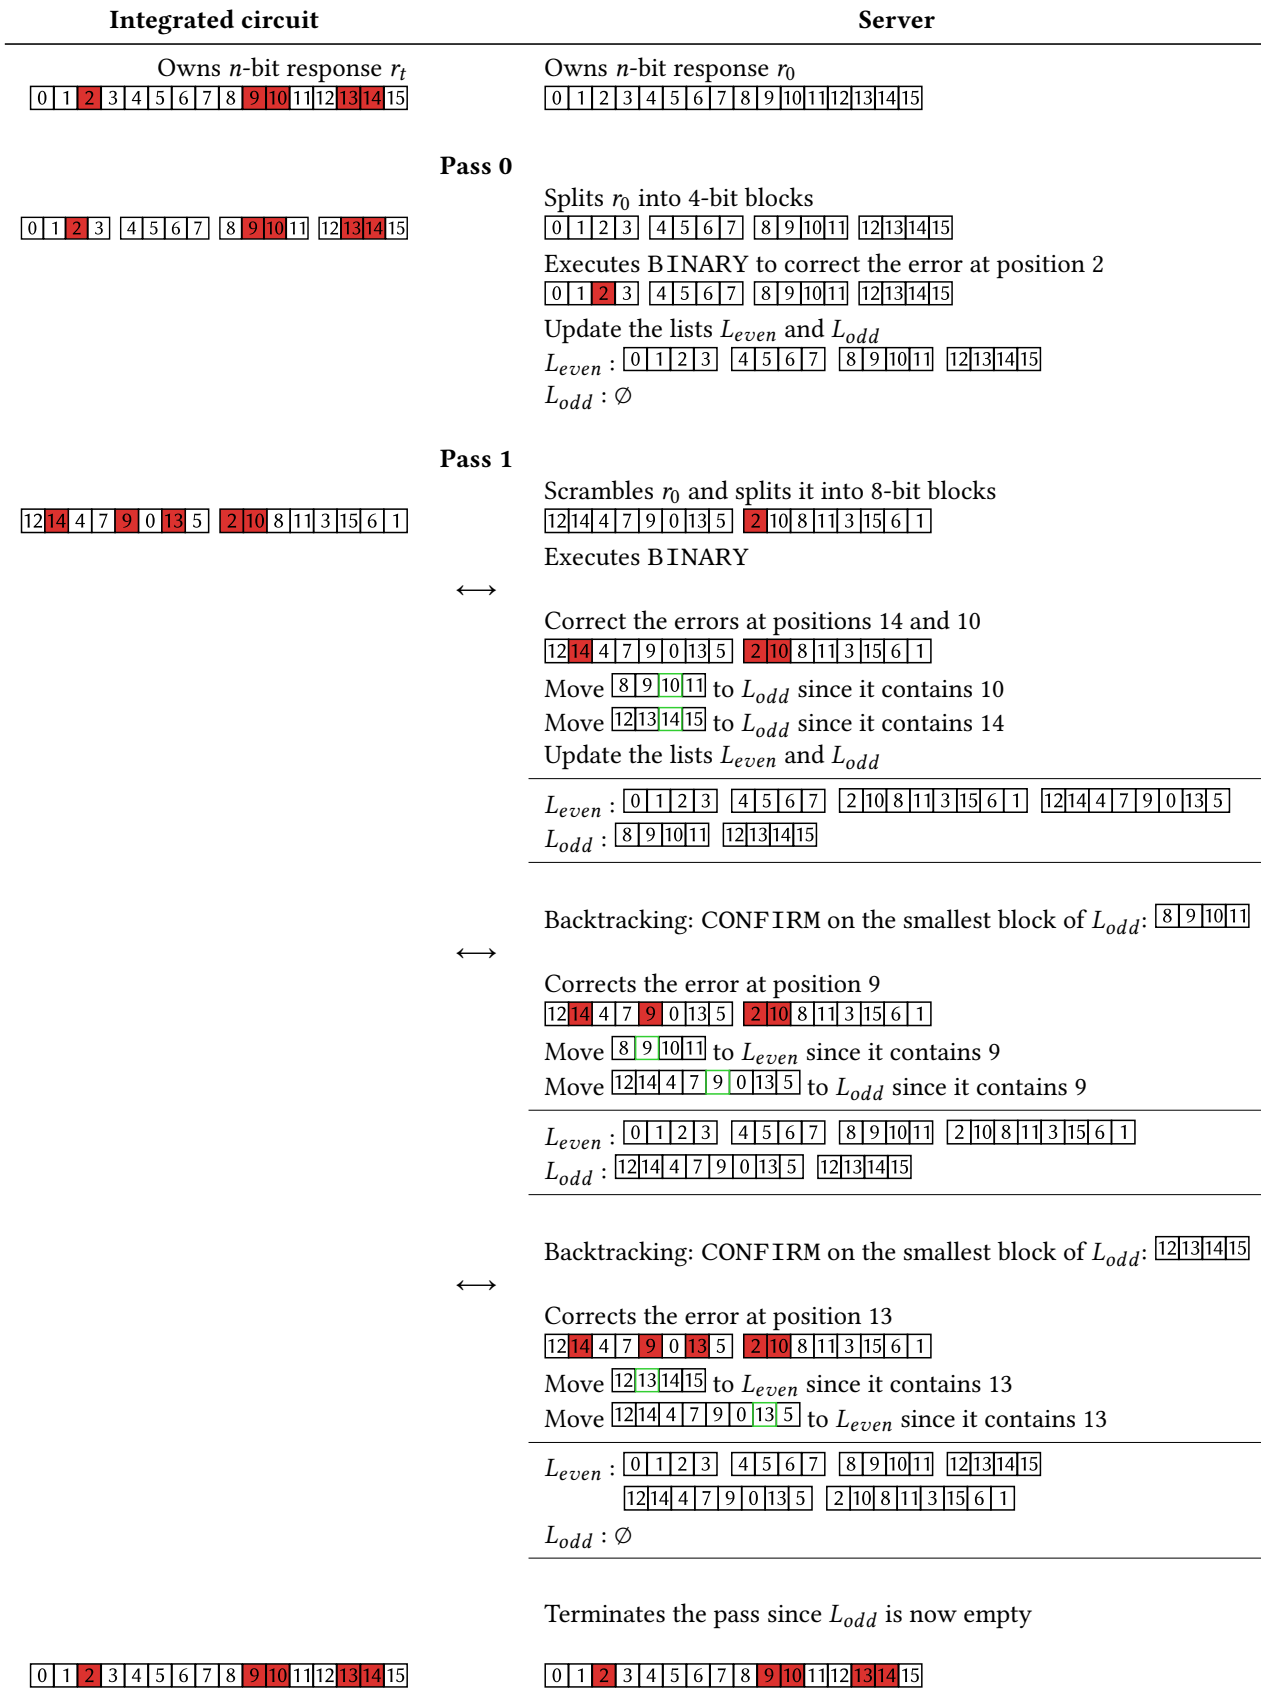 Integrated circuit Server
Owns n-bit response r_t Owns n-bit response r_0
0 1 2 3 4 5 6 7 8 9 10 11 12 13 14 15 0 1 2 3 4 5 6 7 8 9 10 11 12 13 14 15
Pass 0
Splits r_0 into 4-bit blocks
0 1 2 3 4 5 6 7 8 9 10 11 12 13 14 15 0 1 2 3 4 5 6 7 8 9 10 11 12 13 14 15
Executes BINARY to correct the error at position 2
0 1 2 3 4 5 6 7 8 9 10 11 12 13 14 15
Update the lists L_even and L_odd
L_even : 0 1 2 3 4 5 6 7 8 9 10 11 12 13 14 15
L_odd : ∅
Pass 1
Scrambles r_0 and splits it into 8-bit blocks
12 14 4 7 9 0 13 5 2 10 8 11 3 15 6 1 12 14 4 7 9 0 13 5 2 10 8 11 3 15 6 1
Executes BINARY
⟷
Correct the errors at positions 14 and 10
12 14 4 7 9 0 13 5 2 10 8 11 3 15 6 1
Move 8 9 10 11 to L_odd since it contains 10
Move 12 13 14 15 to L_odd since it contains 14
Update the lists L_even and L_odd
L_even : 0 1 2 3 4 5 6 7 2 10 8 11 3 15 6 1 12 14 4 7 9 0 13 5
L_odd : 8 9 10 11 12 13 14 15
Backtracking: CONFIRM on the smallest block of L_odd: 8 9 10 11
⟷
Corrects the error at position 9
12 14 4 7 9 0 13 5 2 10 8 11 3 15 6 1
Move 8 9 10 11 to L_even since it contains 9
Move 12 14 4 7 9 0 13 5 to L_odd since it contains 9
L_even : 0 1 2 3 4 5 6 7 8 9 10 11 2 10 8 11 3 15 6 1
L_odd : 12 14 4 7 9 0 13 5 12 13 14 15
Backtracking: CONFIRM on the smallest block of L_odd: 12 13 14 15
⟷
Corrects the error at position 13
12 14 4 7 9 0 13 5 2 10 8 11 3 15 6 1
Move 12 13 14 15 to L_even since it contains 13
Move 12 14 4 7 9 0 13 5 to L_even since it contains 13
L_even : 0 1 2 3 4 5 6 7 8 9 10 11 12 13 14 15
12 14 4 7 9 0 13 5 2 10 8 11 3 15 6 1
L_odd : ∅
Terminates the pass since L_odd is now empty
0 1 2 3 4 5 6 7 8 9 10 11 12 13 14 15 0 1 2 3 4 5 6 7 8 9 10 11 12 13 14 15